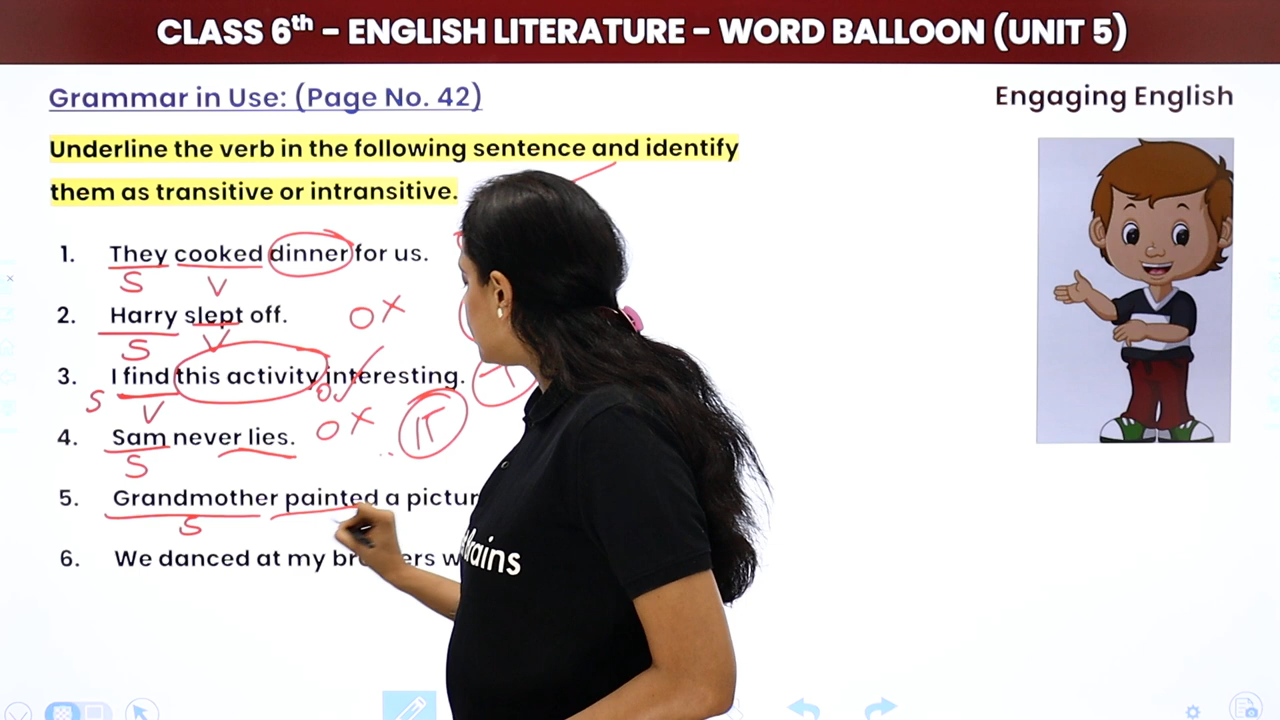 CLASS 6th – ENGLISH LITERATURE – WORD BALLOON (UNIT 5)
Grammar in Use: (Page No. 42)
Engaging English
Underline the verb in the following sentence and identify
them as transitive or intransitive.
1. They cooked dinner for us.
S V
2. Harry slept off. O X
S V
3. I find this activity interesting. T
S V O
4. Sam never lies. O X IT
S
5. Grandmother painted a
S
6. We danced at my